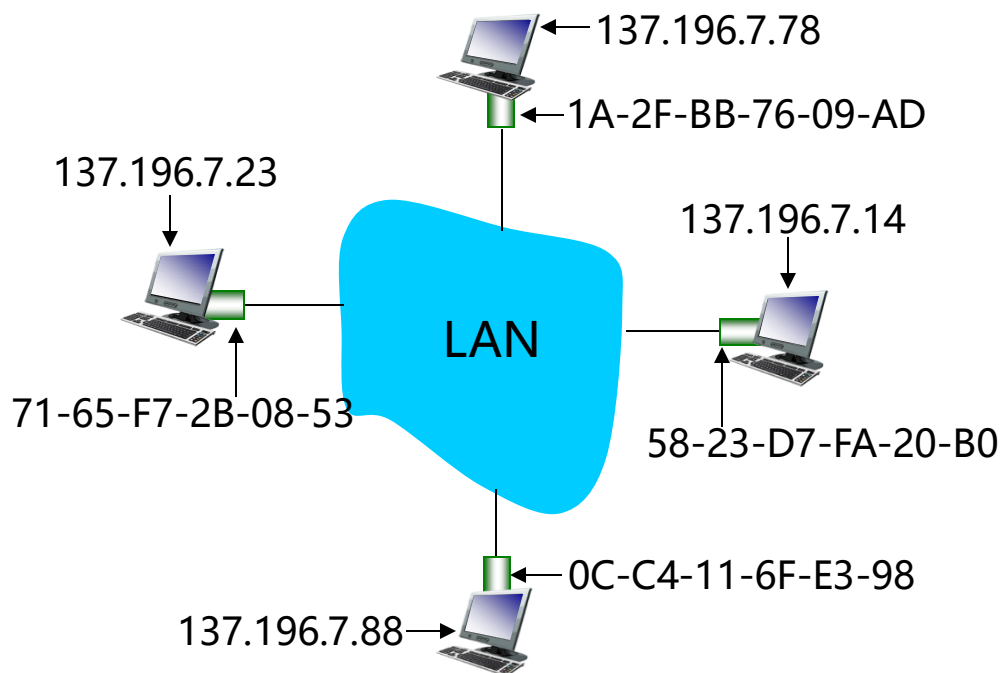 137.196.7.78
1A-2F-BB-76-09-AD
137.196.7.23
137.196.7.14
LAN
71-65-F7-2B-08-53
58-23-D7-FA-20-B0
0C-C4-11-6F-E3-98
137.196.7.88